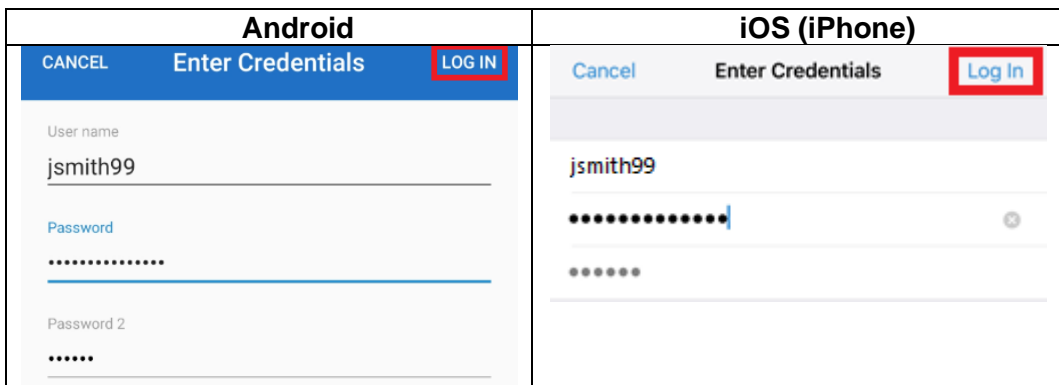 Android
iOS (iPhone)
CANCEL Enter Credentials LOG IN
User name
jsmith99
Password
•••••••••••••••
Password 2
••••••
Cancel Enter Credentials Log In
jsmith99
•••••••••••••
••••••